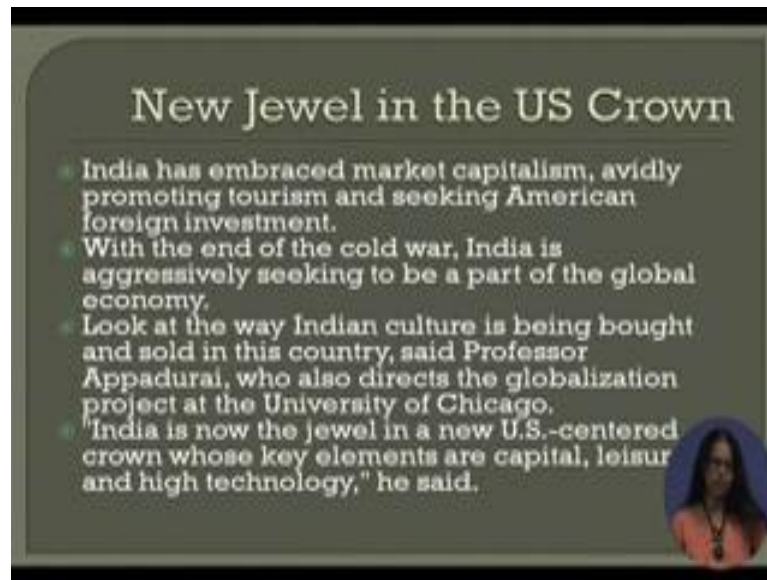 New Jewel in the US Crown
India has embraced market capitalism, avidly
promoting tourism and seeking American
foreign investment.
With the end of the cold war, India is
aggressively seeking to be a part of the global
economy.
Look at the way Indian culture is being bought
and sold in this country, said Professor
Appadurai, who also directs the globalization
project at the University of Chicago.
"India is now the jewel in a new U.S.-centered
crown whose key elements are capital, leisur
and high technology," he said.